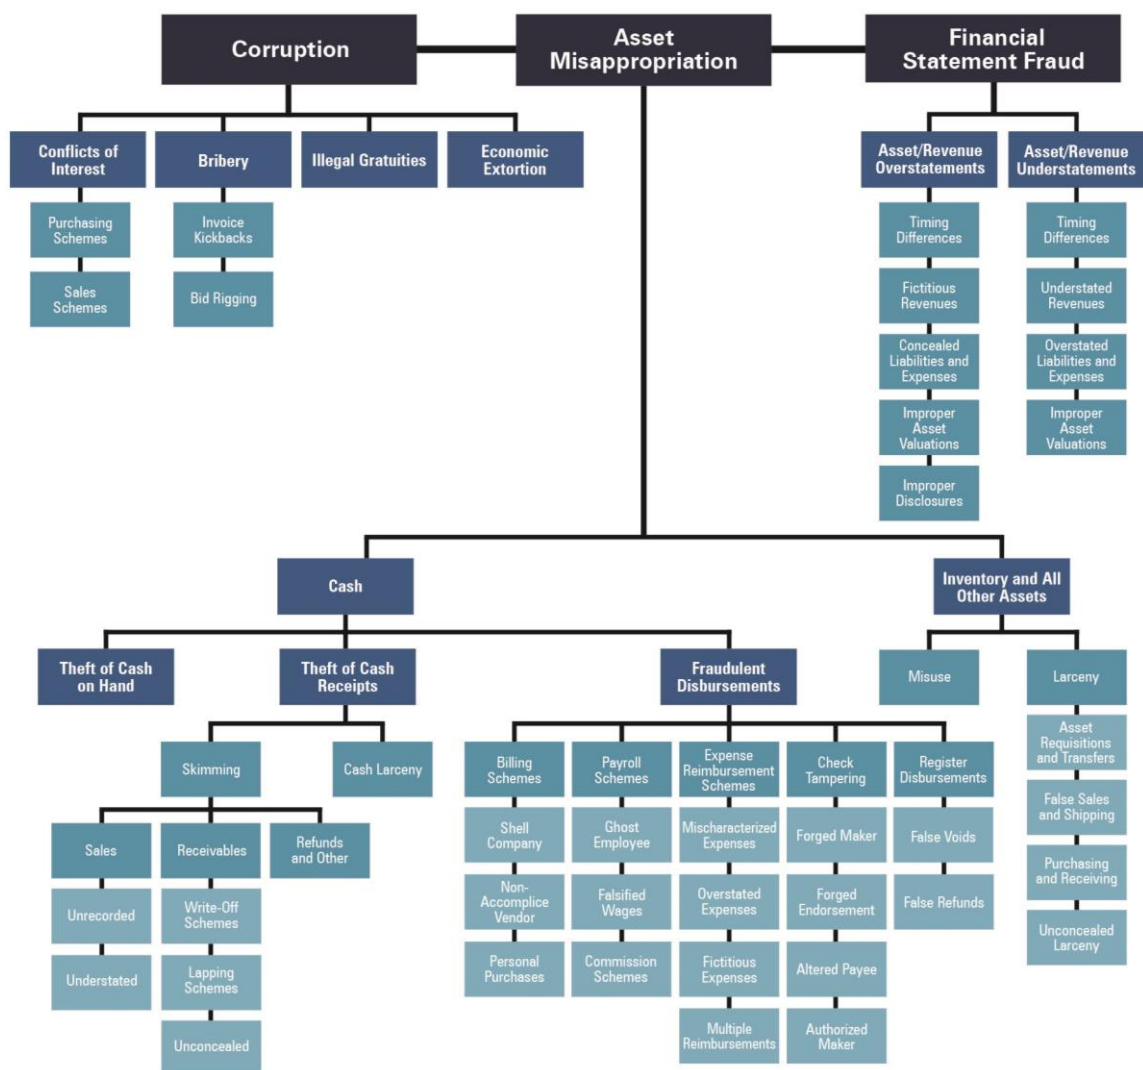 Corruption
Asset
Misappropriation
Financial
Statement Fraud
Conflicts of
Interest
Bribery
Illegal Gratuities
Economic
Extortion
Asset/Revenue
Overstatements
Asset/Revenue
Understatements
Purchasing
Schemes
Sales
Schemes
Invoice
Kickbacks
Bid Rigging
Timing
Differences
Fictitious
Revenues
Concealed
Liabilities and
Expenses
Improper
Asset
Valuations
Improper
Disclosures
Timing
Differences
Understated
Revenues
Overstated
Liabilities and
Expenses
Improper
Asset
Valuations
Cash
Inventory and All
Other Assets
Theft of Cash
on Hand
Theft of Cash
Receipts
Fraudulent
Disbursements
Misuse
Larceny
Asset
Requisitions
and Transfers
False Sales
and Shipping
Purchasing
and Receiving
Unconcealed
Larceny
Skimming
Cash Larceny
Sales
Unrecorded
Understated
Receivables
Write-Off
Schemes
Lapping
Schemes
Unconcealed
Refunds
and Other
Billing
Schemes
Shell
Company
Non-
Accomplice
Vendor
Personal
Purchases
Payroll
Schemes
Ghost
Employee
Falsified
Wages
Commission
Schemes
Expense
Reimbursement
Schemes
Mischaracterized
Expenses
Overstated
Expenses
Fictitious
Expenses
Multiple
Reimbursements
Check
Tampering
Forged Maker
Forged
Endorsement
Altered Payee
Authorized
Maker
Register
Disbursements
False Voids
False Refunds